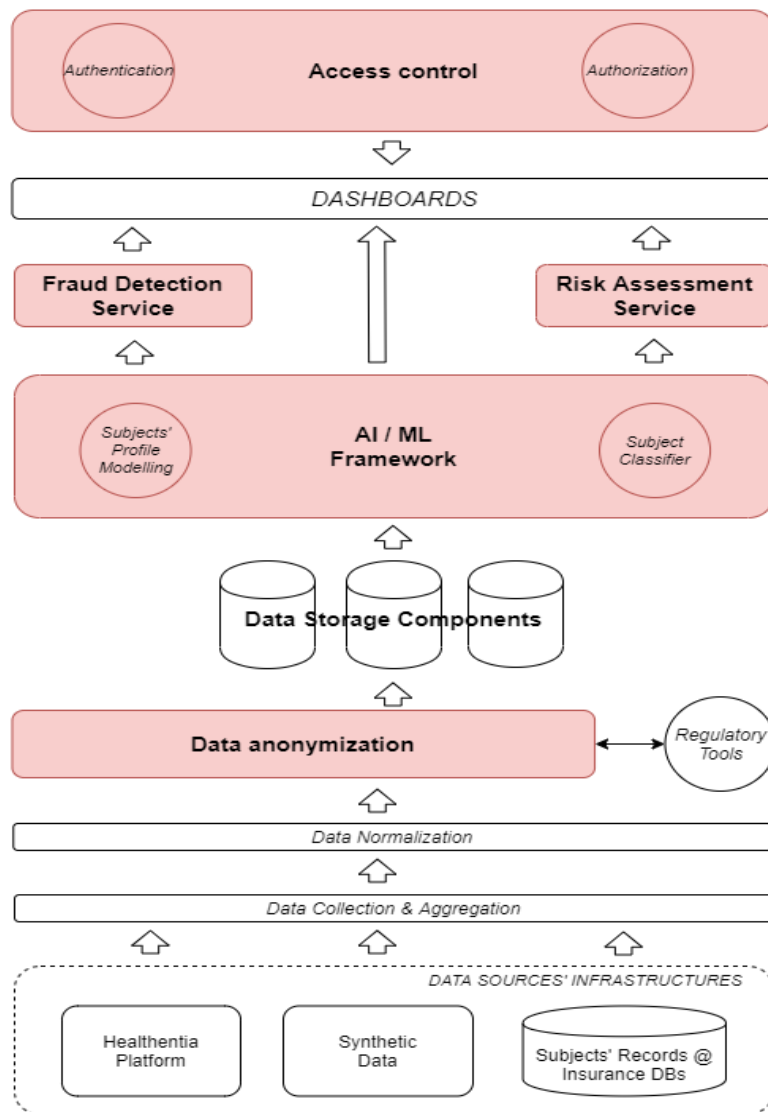 Authentication
Access control
Authorization
DASHBOARDS
Fraud Detection
Service
Risk Assessment
Service
Subjects'
Profile
Modelling
AI / ML
Framework
Subject
Classifier
Data Storage Components
Data anonymization
Regulatory
Tools
Data Normalization
Data Collection & Aggregation
DATA SOURCES' INFRASTRUCTURES
Healthentia
Platform
Synthetic
Data
Subjects' Records @
Insurance DBs